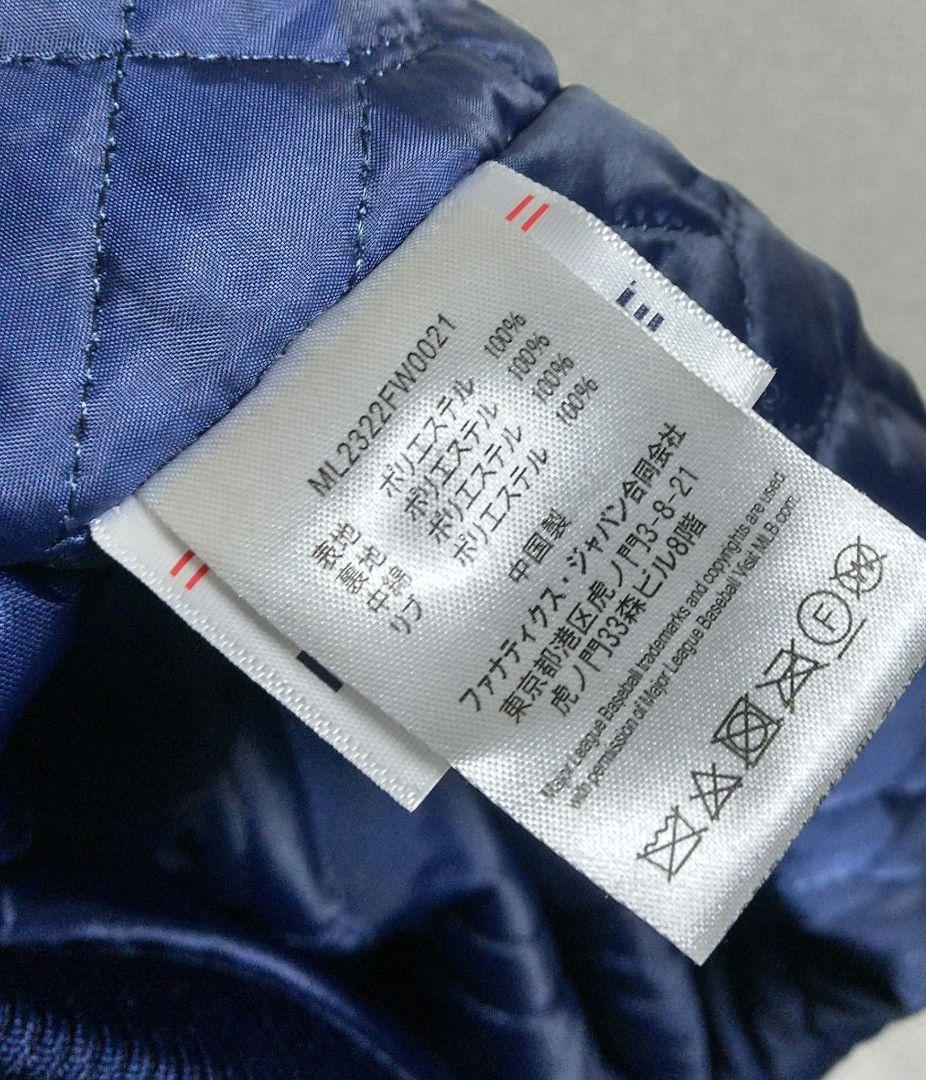 ML2322FW0021
表地 ポリエステル 100%
裏地 ポリエステル 100%
中綿 ポリエステル 100%
リブ ポリエステル 100%
中国製
ファナティクス・ジャパン合同会社
東京都港区虎ノ門3-8-21
虎ノ門33森ビル8階
Major League Baseball trademarks and copyrights are used
with permission of Major League Baseball Visit MLB.com.
F